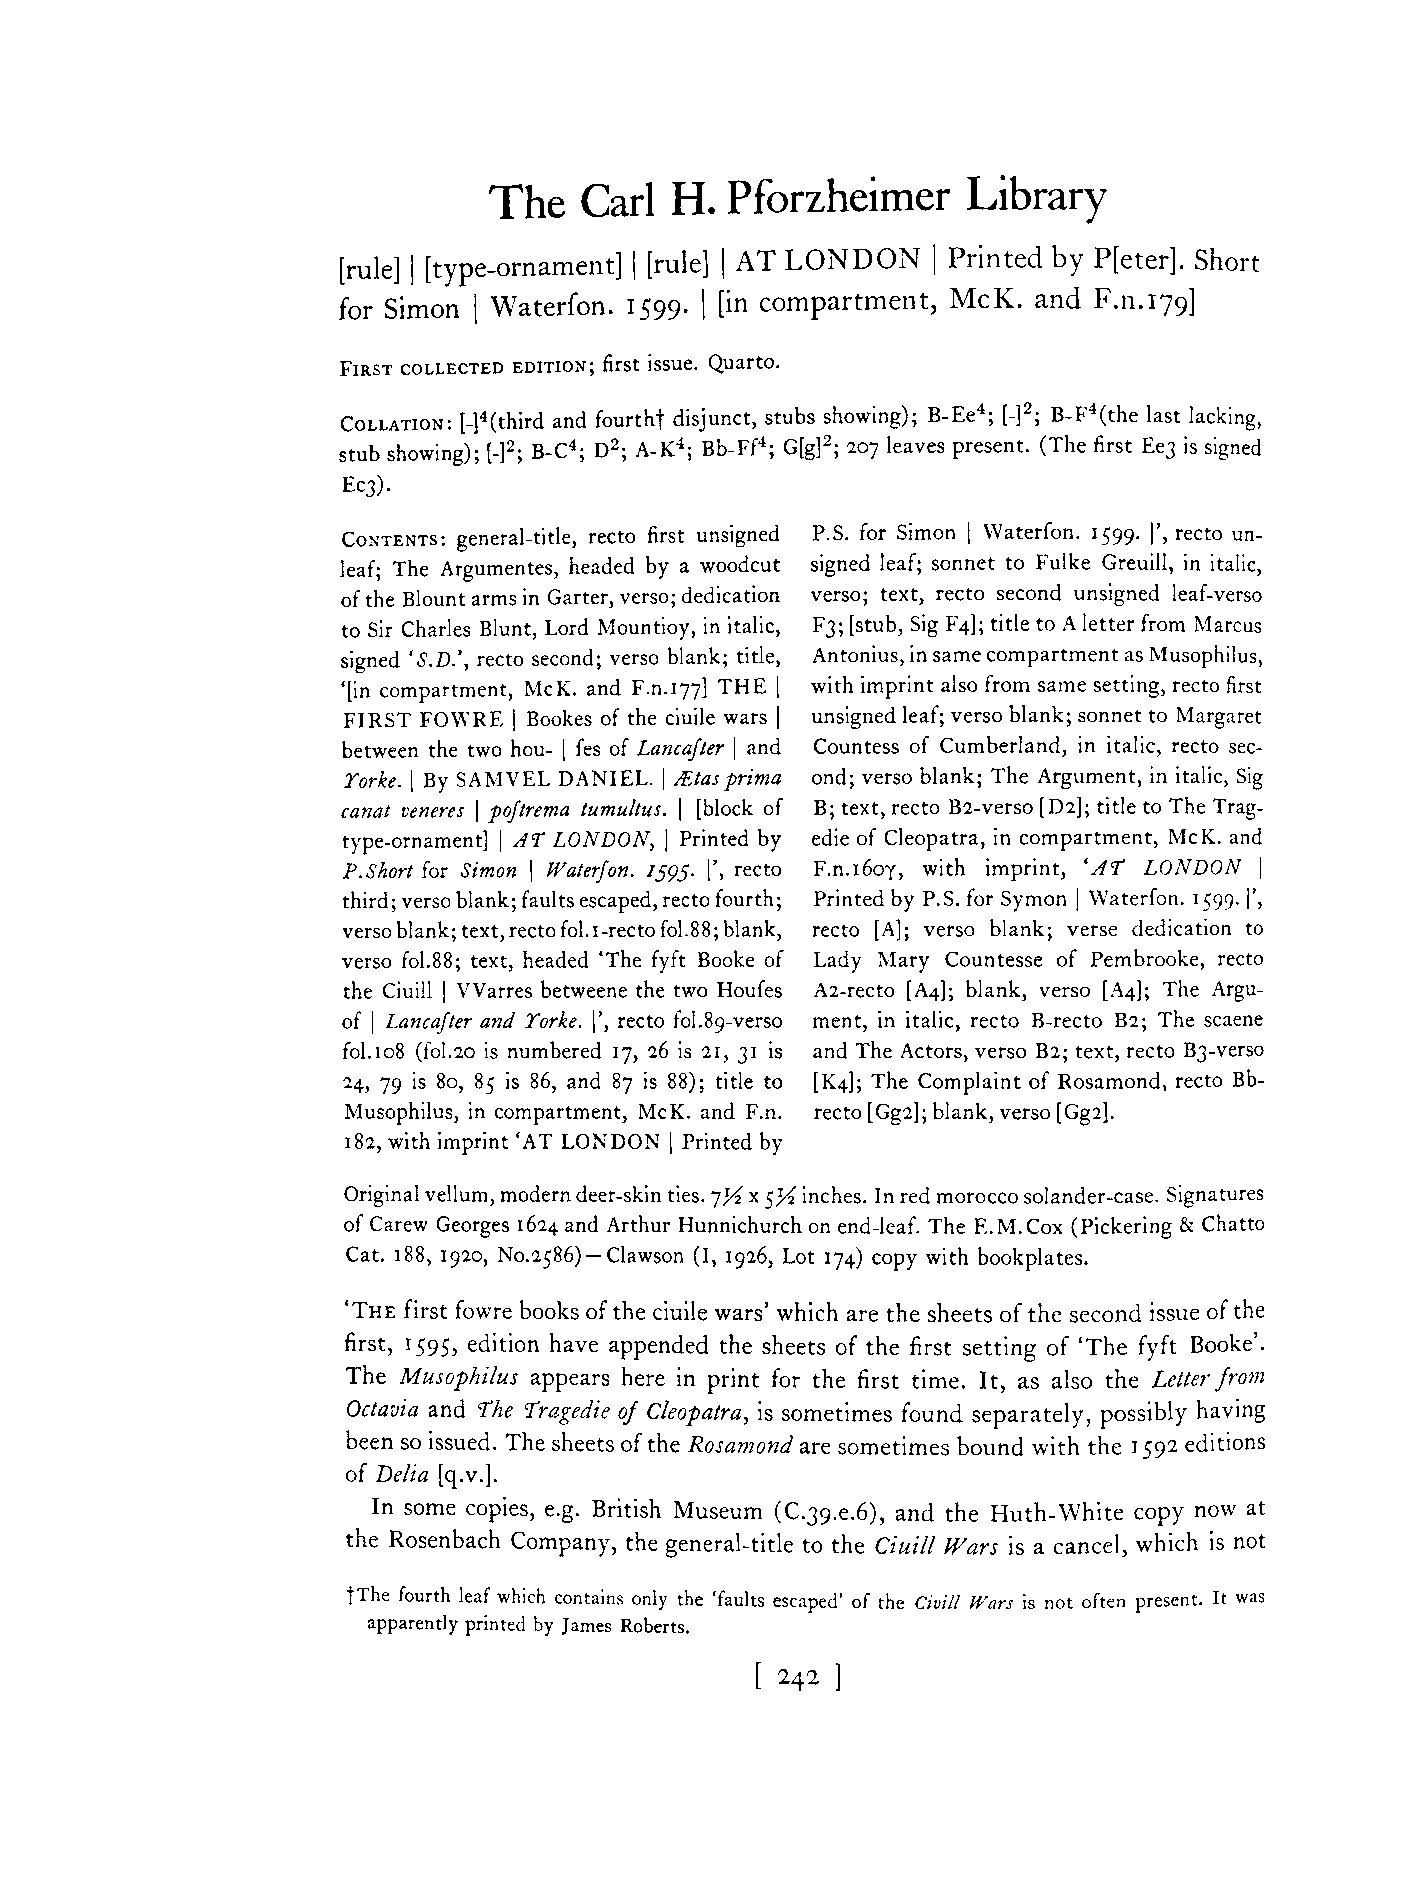 The Carl H. Pforzheimer Library
[rule] | [type-ornament] | [rule] | AT LONDON | Printed by P[eter]. Short
for Simon | Waterſon. 1599. | [in compartment, McK. and F.n.179]
FIRST COLLECTED EDITION; first issue. Quarto.
COLLATION: [-]⁴(third and fourth† disjunct, stubs showing); B-Ee⁴; [-]²; B-F⁴(the last lacking,
stub showing); [-]²; B-C⁴; D²; A-K⁴; Bb-Ff⁴; G[g]²; 207 leaves present. (The first Ee3 is signed
Ec3).
CONTENTS: general-title, recto first unsigned
leaf; The Argumentes, headed by a woodcut
of the Blount arms in Garter, verso; dedication
to Sir Charles Blunt, Lord Mountioy, in italic,
signed ‘S.D.’, recto second; verso blank; title,
‘[in compartment, McK. and F.n.177] THE |
FIRST FOWRE | Bookes of the ciuile wars |
between the two hou- | ſes of Lancaſter | and
Yorke. | By SAMVEL DANIEL. | Ætas prima
canat veneres | poſtrema tumultus. | [block of
type-ornament] | AT LONDON, | Printed by
P.Short for Simon | Waterſon. 1595. |’, recto
third; verso blank; faults escaped, recto fourth;
verso blank; text, recto fol.1-recto fol.88; blank,
verso fol.88; text, headed ‘The fyft Booke of
the Ciuill | VVarres betweene the two Houſes
of | Lancaſter and Yorke. |’, recto fol.89-verso
fol.108 (fol.20 is numbered 17, 26 is 21, 31 is
24, 79 is 80, 85 is 86, and 87 is 88); title to
Musophilus, in compartment, McK. and F.n.
182, with imprint ‘AT LONDON | Printed by
P.S. for Simon | Waterſon. 1599. |’, recto un-
signed leaf; sonnet to Fulke Greuill, in italic,
verso; text, recto second unsigned leaf-verso
F3; [stub, Sig F4]; title to A letter from Marcus
Antonius, in same compartment as Musophilus,
with imprint also from same setting, recto first
unsigned leaf; verso blank; sonnet to Margaret
Countess of Cumberland, in italic, recto sec-
ond; verso blank; The Argument, in italic, Sig
B; text, recto B2-verso [D2]; title to The Trag-
edie of Cleopatra, in compartment, McK. and
F.n.160γ, with imprint, ‘AT LONDON |
Printed by P.S. for Symon | Waterſon. 1599. |’,
recto [A]; verso blank; verse dedication to
Lady Mary Countesse of Pembrooke, recto
A2-recto [A4]; blank, verso [A4]; The Argu-
ment, in italic, recto B-recto B2; The scaene
and The Actors, verso B2; text, recto B3-verso
[K4]; The Complaint of Rosamond, recto Bb-
recto [Gg2]; blank, verso [Gg2].
Original vellum, modern deer-skin ties. 7½ x 5½ inches. In red morocco solander-case. Signatures
of Carew Georges 1624 and Arthur Hunnichurch on end-leaf. The E.M.Cox (Pickering & Chatto
Cat. 188, 1920, No.2586)—Clawson (I, 1926, Lot 174) copy with bookplates.
‘THE first fowre books of the ciuile wars’ which are the sheets of the second issue of the
first, 1595, edition have appended the sheets of the first setting of ‘The fyft Booke’.
The Musophilus appears here in print for the first time. It, as also the Letter from
Octavia and The Tragedie of Cleopatra, is sometimes found separately, possibly having
been so issued. The sheets of the Rosamond are sometimes bound with the 1592 editions
of Delia [q.v.].
In some copies, e.g. British Museum (C.39.e.6), and the Huth-White copy now at
the Rosenbach Company, the general-title to the Ciuill Wars is a cancel, which is not
†The fourth leaf which contains only the ‘faults escaped’ of the Civill Wars is not often present. It was
apparently printed by James Roberts.
[ 242 ]